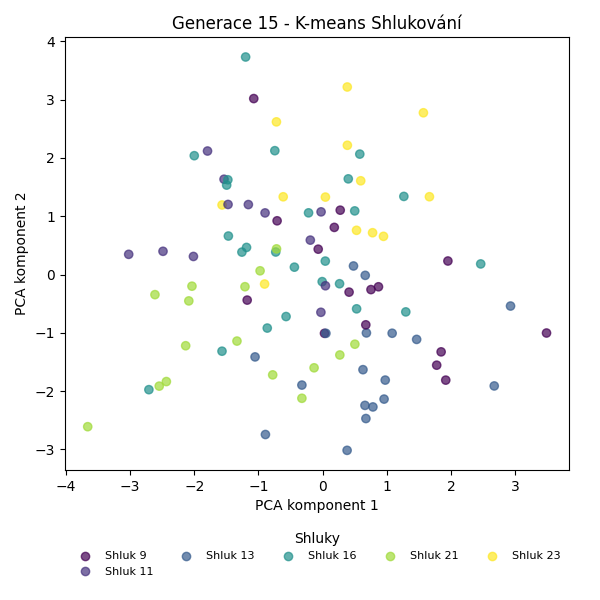 Generace 15 - K-means Shlukování
4
3
2
1
0
−1
−2
−3
PCA komponent 2
−4 −3 −2 −1 0 1 2 3
PCA komponent 1
Shluky
Shluk 9 Shluk 13 Shluk 16 Shluk 21 Shluk 23
Shluk 11